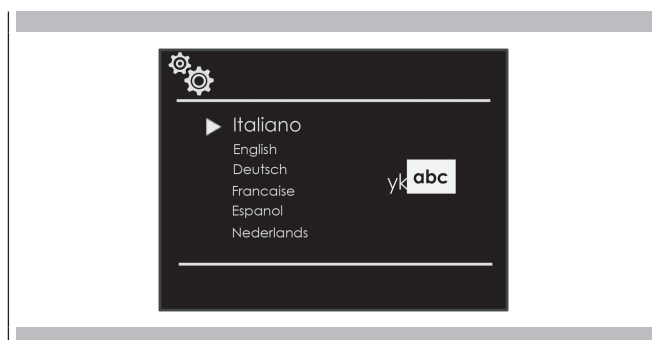 Italiano
English
Deutsch
Francaise
Espanol
Nederlands
yk abc